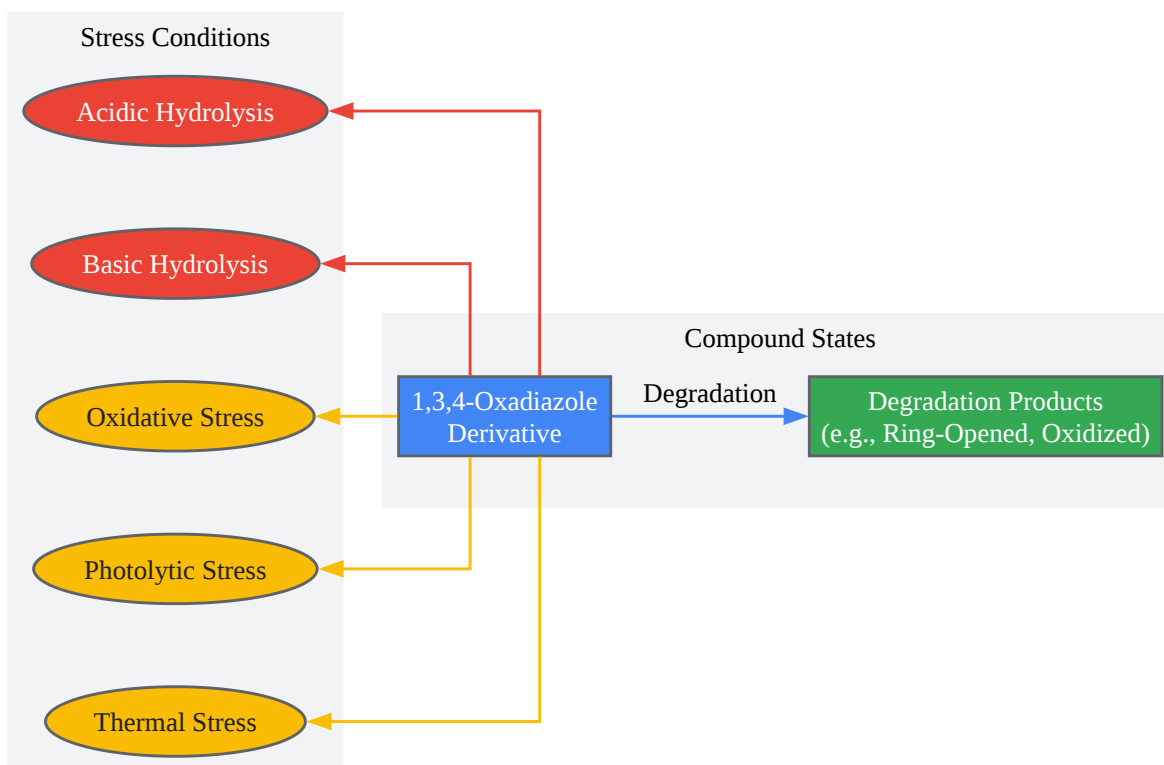 Stress Conditions
Acidic Hydrolysis
Basic Hydrolysis
Oxidative Stress
Photolytic Stress
Thermal Stress
Compound States
1,3,4-Oxadiazole
Derivative
Degradation
Degradation Products
(e.g., Ring-Opened, Oxidized)